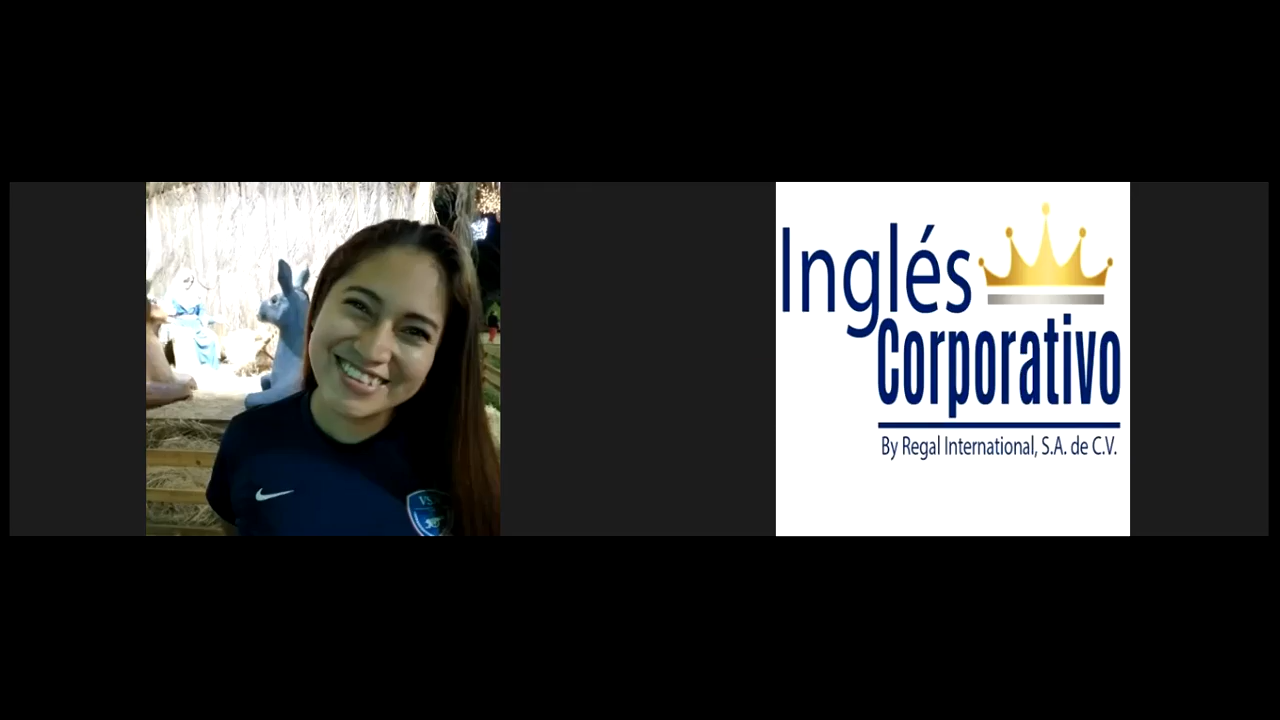 Inglés
Corporativo
By Regal International, S.A. de C.V.